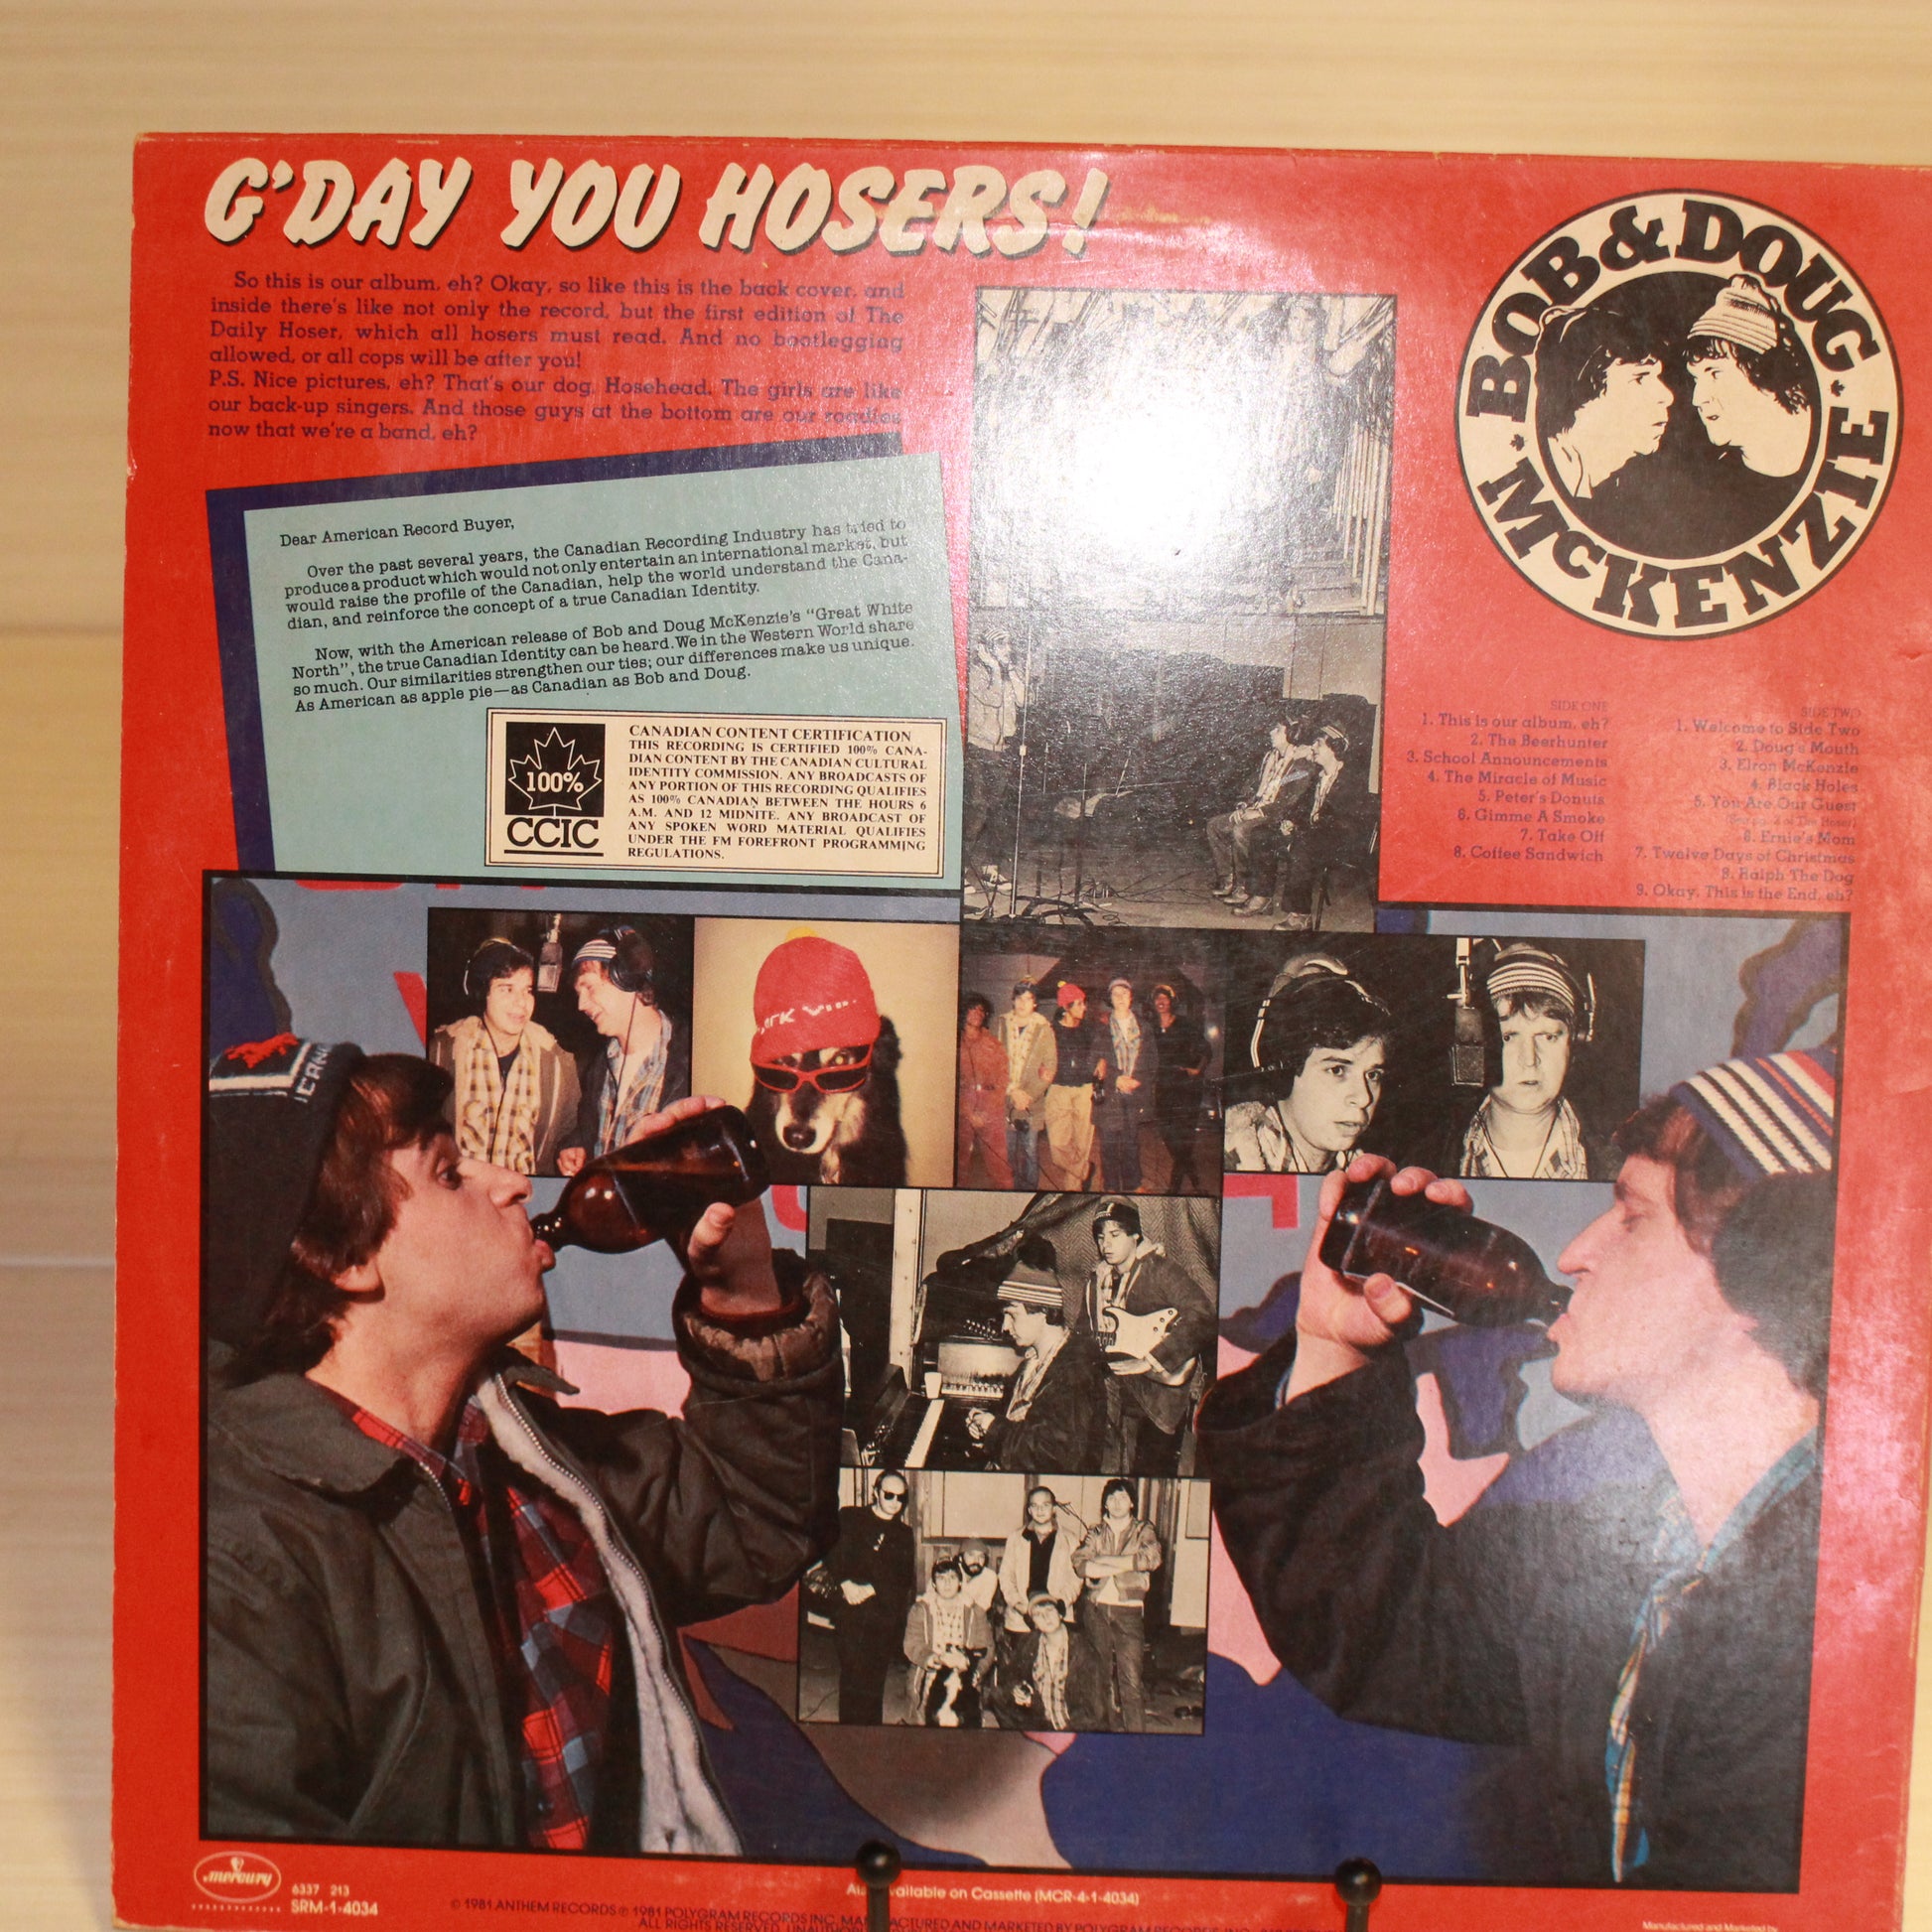 G'DAY YOU HOSERS!
So this is our album, eh? Okay, so like this is the back cover, and
inside there's like not only the record, but the first edition of The
Daily Hoser, which all hosers must read. And no bootlegging
allowed, or all cops will be after you!
P.S. Nice pictures, eh? That's our dog, Hosehead. The girls are like
our back-up singers. And those guys at the bottom are our roadies
now that we're a band, eh?
BOB & DOUG
MCKENZIE
Dear American Record Buyer,
Over the past several years, the Canadian Recording Industry has tried to
produce a product which would not only entertain an international market, but
would raise the profile of the Canadian, help the world understand the Cana-
dian, and reinforce the concept of a true Canadian Identity.
Now, with the American release of Bob and Doug McKenzie's "Great White
North", the true Canadian Identity can be heard. We in the Western World share
so much. Our similarities strengthen our ties; our differences make us unique.
As American as apple pie—as Canadian as Bob and Doug.
100%
CCIC
CANADIAN CONTENT CERTIFICATION
THIS RECORDING IS CERTIFIED 100% CANA-
DIAN CONTENT BY THE CANADIAN CULTURAL
IDENTITY COMMISSION. ANY BROADCASTS OF
ANY PORTION OF THIS RECORDING QUALIFIES
AS 100% CANADIAN BETWEEN THE HOURS 6
A.M. AND 12 MIDNITE. ANY BROADCAST OF
ANY SPOKEN WORD MATERIAL QUALIFIES
UNDER THE FM FOREFRONT PROGRAMMING
REGULATIONS.
SIDE ONE
1. This is our album, eh?
2. The Beerhunter
3. School Announcements
4. The Miracle of Music
5. Peter's Donuts
6. Gimme A Smoke
7. Take Off
8. Coffee Sandwich
SIDE TWO
1. Welcome to Side Two
2. Doug's Mouth
3. Elron McKenzie
4. Black Holes
5. You Are Our Guest
6. Ernie's Mom
7. Twelve Days of Christmas
8. Ralph The Dog
9. Okay, This is the End, eh?
mercury
6337 213
SRM-1-4034
Also available on Cassette (MCR-4-1-4034)
© 1981 ANTHEM RECORDS ℗ 1981 POLYGRAM RECORDS INC. MANUFACTURED AND MARKETED BY POLYGRAM RECORDS, INC.
ALL RIGHTS RESERVED.
Manufactured and Marketed by